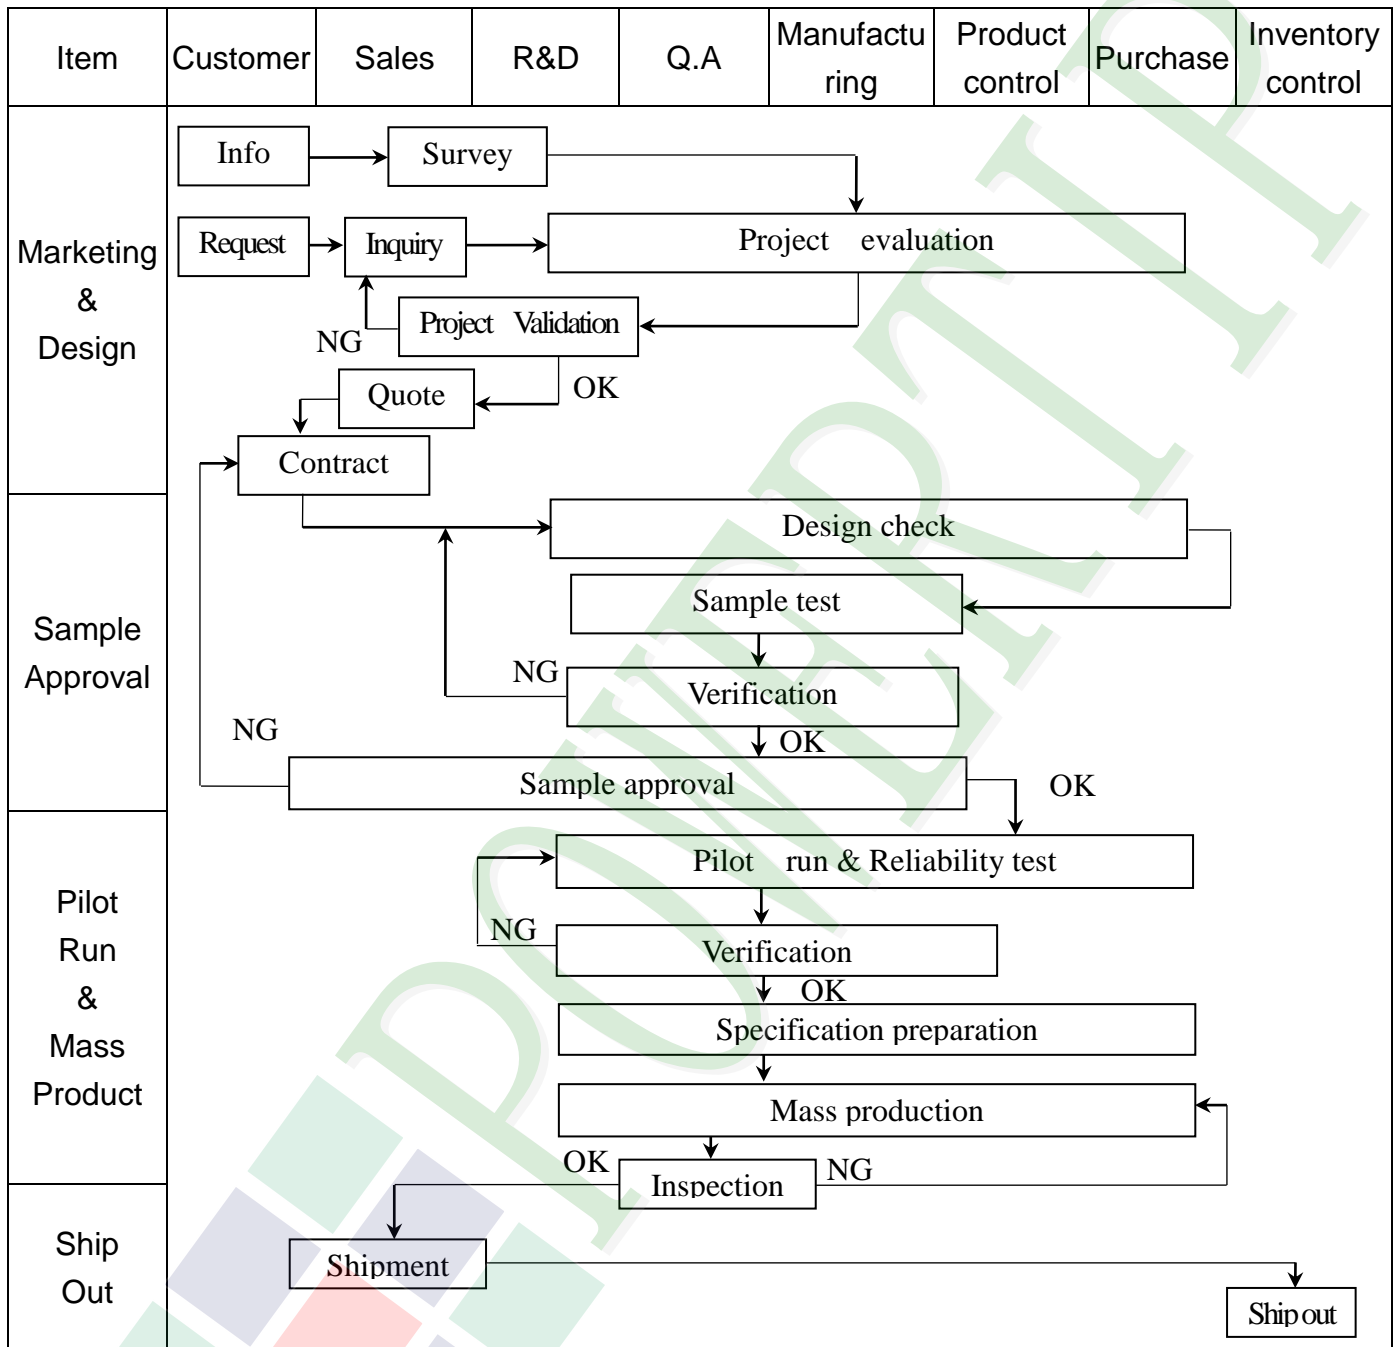 Item
Customer
Sales
R&D
Q.A
Manufactu
ring
Product
control
Purchase
Inventory
control
Marketing
&
Design
Info
Survey
Request
Inquiry
Project evaluation
NG
Project Validation
Quote
OK
Contract
Sample
Approval
Design check
Sample test
NG
Verification
NG
OK
Sample approval
OK
Pilot
Run
&
Mass
Product
Pilot run & Reliability test
NG
Verification
OK
Specification preparation
Mass production
OK
Inspection
NG
Ship
Out
Shipment
Ship out
POWERTIP